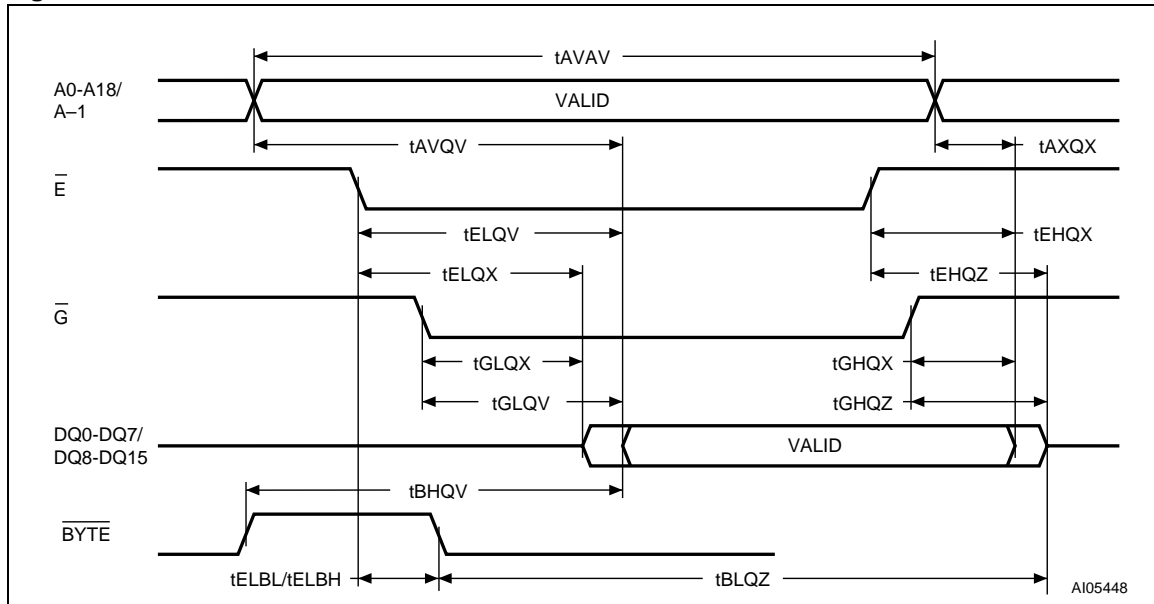 tAVAV
A0-A18/
A–1
VALID
tAVQV
tAXQX
E
tELQV
tEHQX
tELQX
tEHQZ
G
tGLQX
tGHQX
tGLQV
tGHQZ
DQ0-DQ7/
DQ8-DQ15
VALID
tBHQV
BYTE
tELBL/tELBH
tBLQZ
AI05448